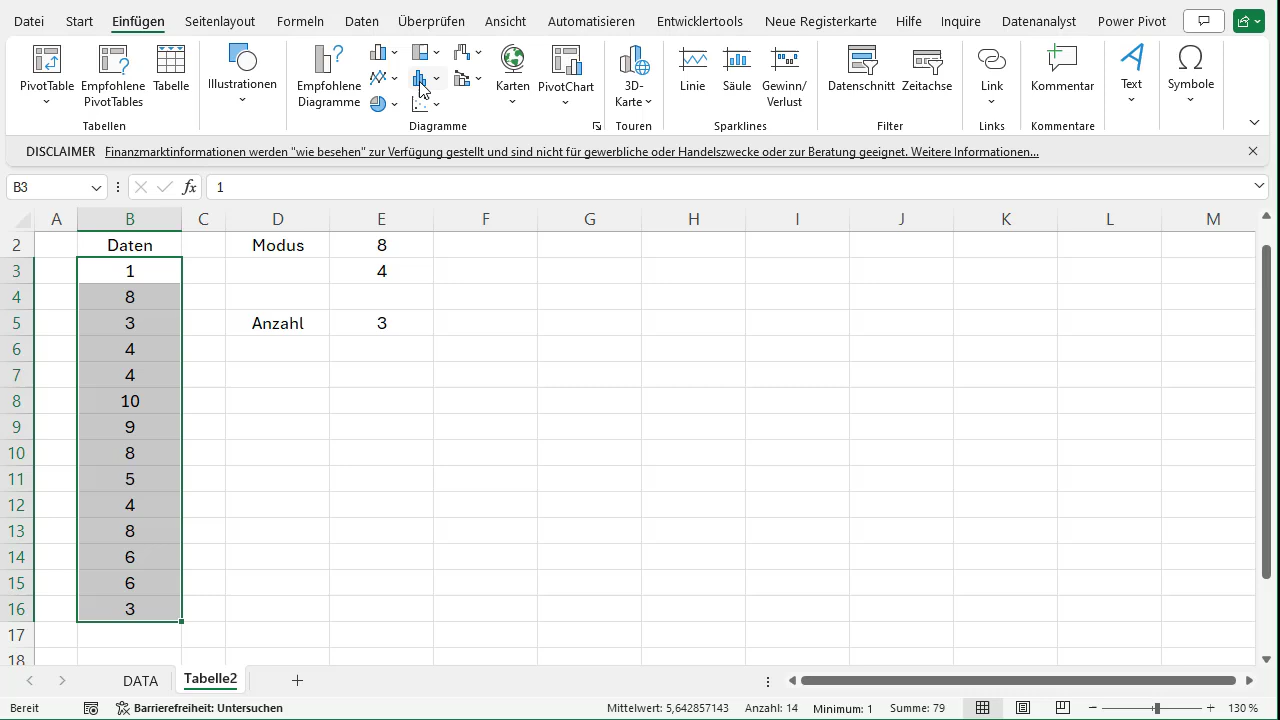 Datei Start Einfügen Seitenlayout Formeln Daten Überprüfen Ansicht Automatisieren Entwicklertools Neue Registerkarte Hilfe Inquire Datenanalyst Power Pivot
PivotTable Empfohlene PivotTables Tabelle Illustrationen Empfohlene Diagramme Karten PivotChart 3D-Karte Linie Säule Gewinn/Verlust Datenschnitt Zeitachse Link Kommentar Text Symbole
Tabellen Diagramme Touren Sparklines Filter Links Kommentare
DISCLAIMER Finanzmarktinformationen werden "wie besehen" zur Verfügung gestellt und sind nicht für gewerbliche oder Handelszwecke oder zur Beratung geeignet. Weitere Informationen...
B3 fx 1
A B C D E F G H I J K L M
2 Daten Modus 8
3 1 4
4 8
5 3 Anzahl 3
6 4
7 4
8 10
9 9
10 8
11 5
12 4
13 8
14 6
15 6
16 3
17
18
DATA Tabelle2
Bereit Barrierefreiheit: Untersuchen Mittelwert: 5,642857143 Anzahl: 14 Minimum: 1 Summe: 79 130 %